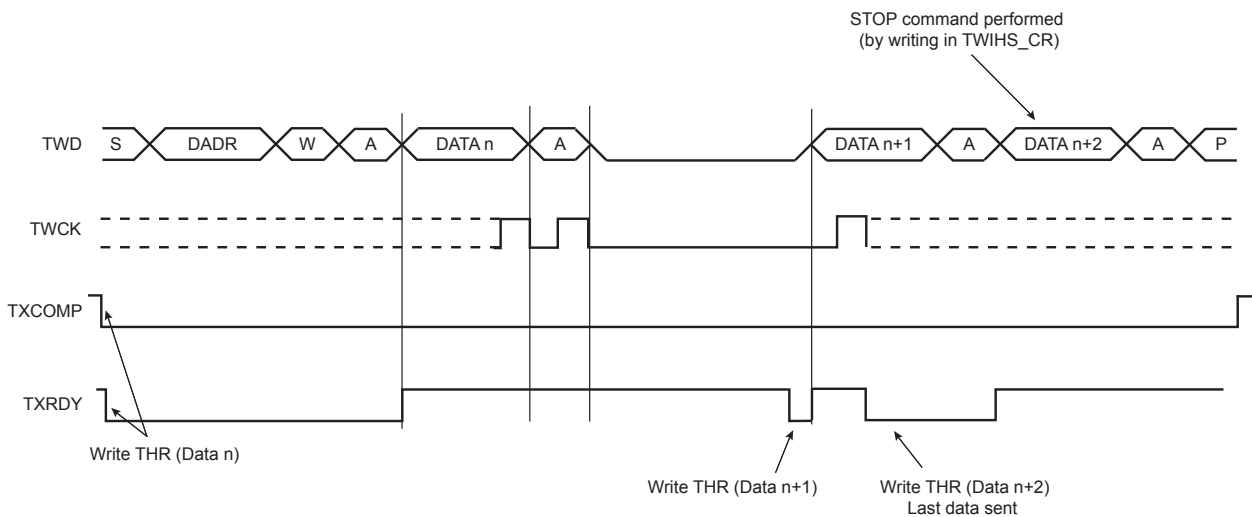 STOP command performed
(by writing in TWIHS_CR)
TWD S DADR W A DATA n A DATA n+1 A DATA n+2 A P
TWCK
TXCOMP
TXRDY
Write THR (Data n)
Write THR (Data n+1) Write THR (Data n+2)
Last data sent